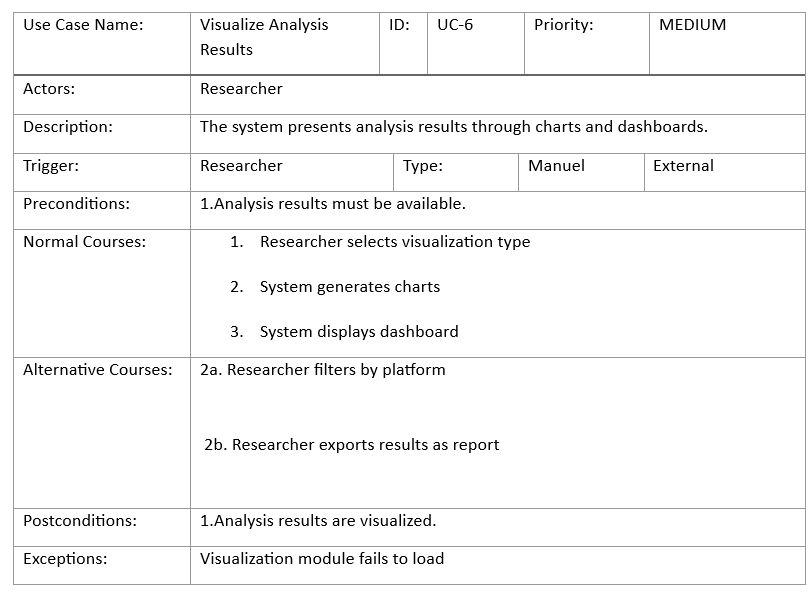 Use Case Name: Visualize Analysis Results ID: UC-6 Priority: MEDIUM
Actors: Researcher
Description: The system presents analysis results through charts and dashboards.
Trigger: Researcher Type: Manuel External
Preconditions: 1.Analysis results must be available.
Normal Courses: 1. Researcher selects visualization type
2. System generates charts
3. System displays dashboard
Alternative Courses: 2a. Researcher filters by platform
2b. Researcher exports results as report
Postconditions: 1.Analysis results are visualized.
Exceptions: Visualization module fails to load